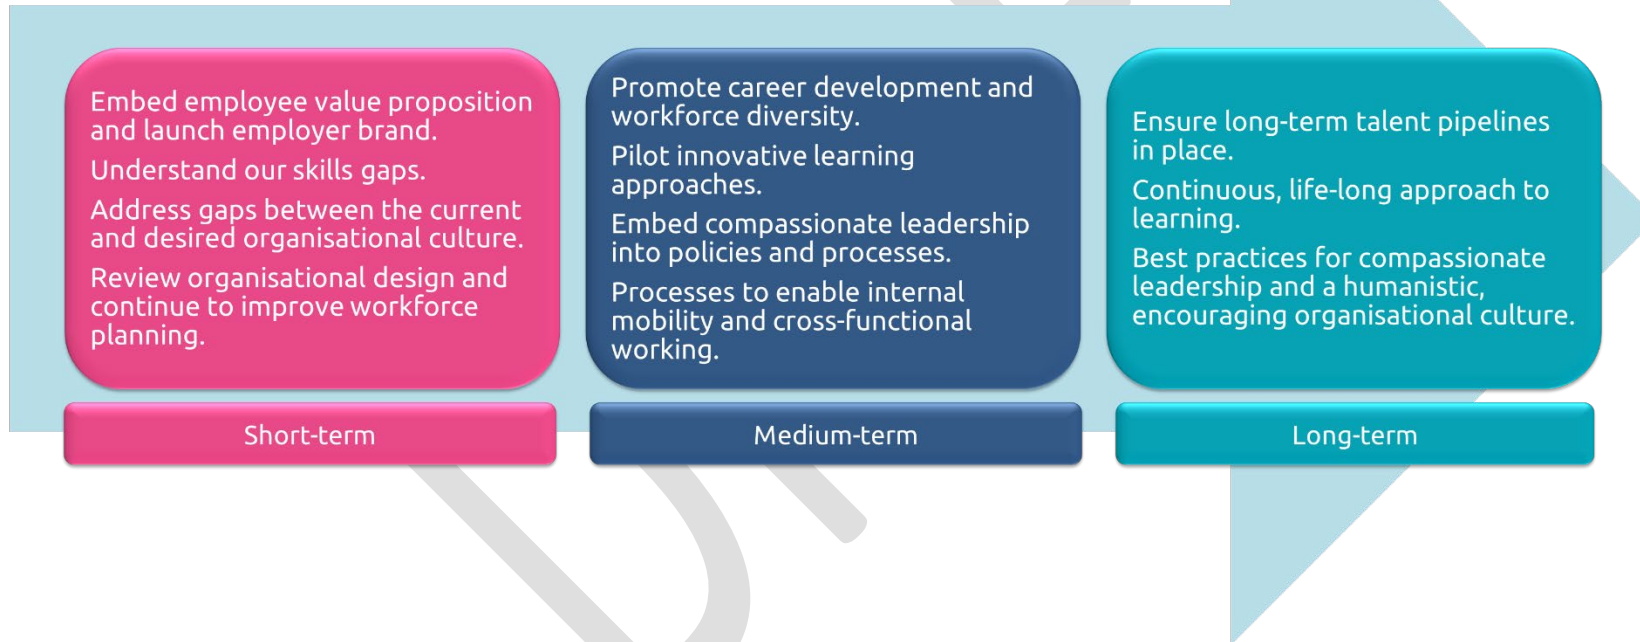 Embed employee value proposition
and launch employer brand.
Understand our skills gaps.
Address gaps between the current
and desired organisational culture.
Review organisational design and
continue to improve workforce
planning.
Short-term
Promote career development and
workforce diversity.
Pilot innovative learning
approaches.
Embed compassionate leadership
into policies and processes.
Processes to enable internal
mobility and cross-functional
working.
Medium-term
Ensure long-term talent pipelines
in place.
Continuous, life-long approach to
learning.
Best practices for compassionate
leadership and a humanistic,
encouraging organisational culture.
Long-term